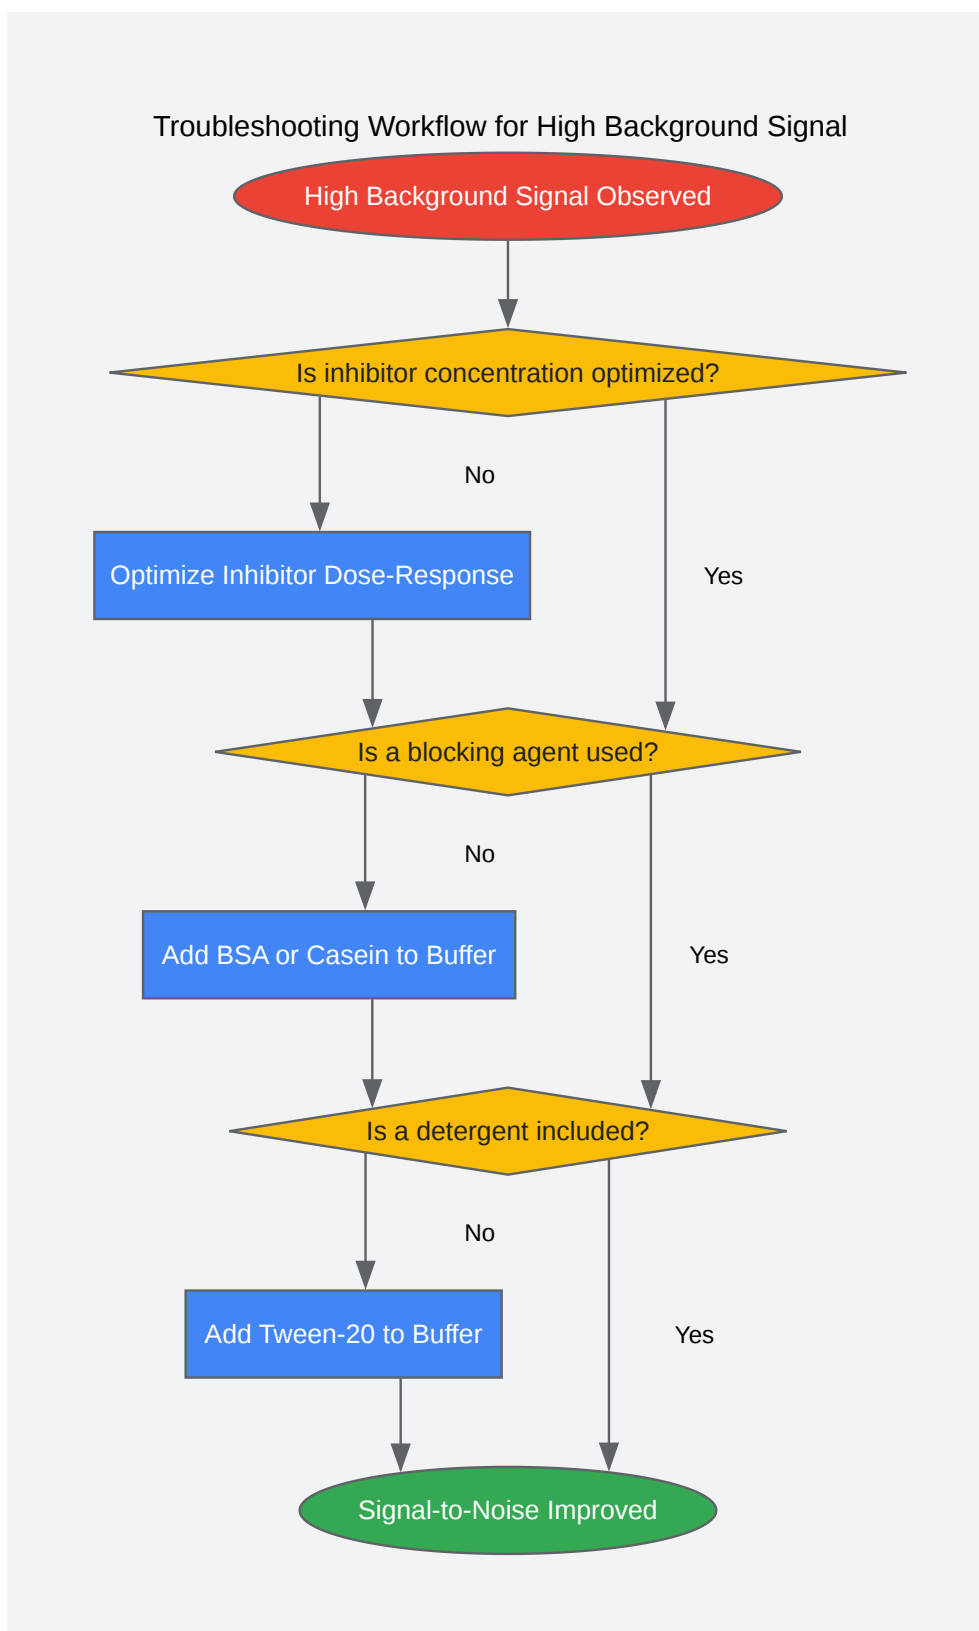 Troubleshooting Workflow for High Background Signal
High Background Signal Observed
Is inhibitor concentration optimized?
No
Optimize Inhibitor Dose-Response
Yes
Is a blocking agent used?
No
Add BSA or Casein to Buffer
Yes
Is a detergent included?
No
Add Tween-20 to Buffer
Yes
Signal-to-Noise Improved